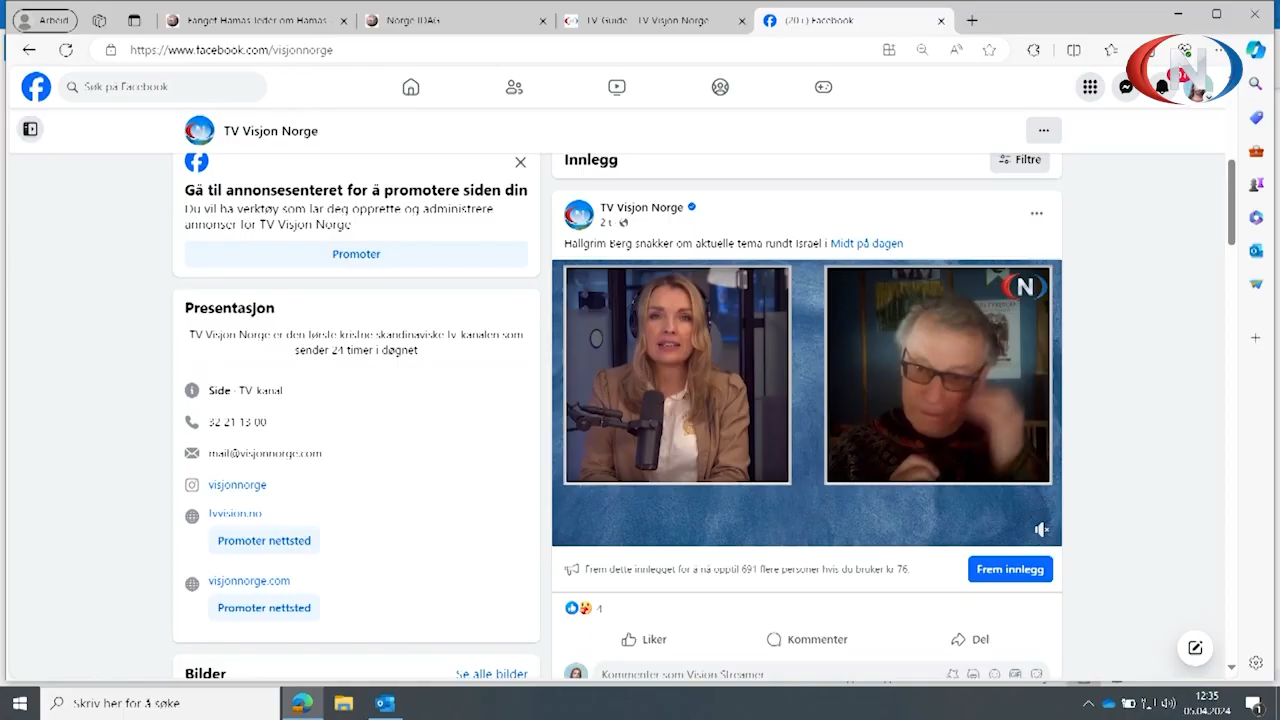 Arbeid
Fanget Hamas-leder om Hamas
Norge IDAG
TV Guide - TV Visjon Norge
Facebook
https://www.facebook.com/visjonnorge
N
Søk på Facebook
TV Visjon Norge
Gå til annonsesenteret for å promotere siden din
Du vil ha verktøy som lar deg opprette og administrere
annonser for TV Visjon Norge
Promoter
Presentasjon
TV Visjon Norge er den første kristne skandinaviske tv-kanalen som
sender 24 timer i døgnet
Side · TV-kanal
32 21 13 00
mail@visjonnorge.com
visjonnorge
tvvision.no
Promoter nettsted
visjonnorge.com
Promoter nettsted
Bilder
Se alle bilder
Innlegg
Filtre
TV Visjon Norge
2 t
Hallgrim Berg snakker om aktuelle tema rundt Israel i Midt på dagen
N
Frem dette innlegget for å nå opptil 691 flere personer hvis du bruker kr 76.
Frem innlegg
4
Liker
Kommenter
Del
Kommenter som Vision Streamer
Skriv her for å søke
12:35
05.04.2024